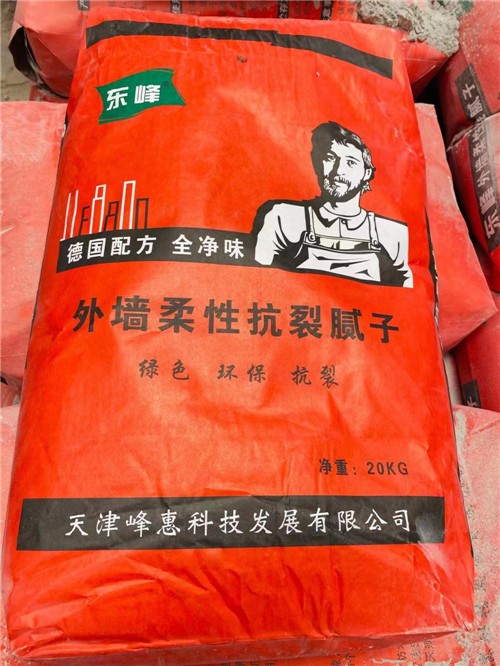 东峰
德国配方 全净味
外墙柔性抗裂腻子
绿色 环保 抗裂
净重：20KG
天津峰惠科技发展有限公司